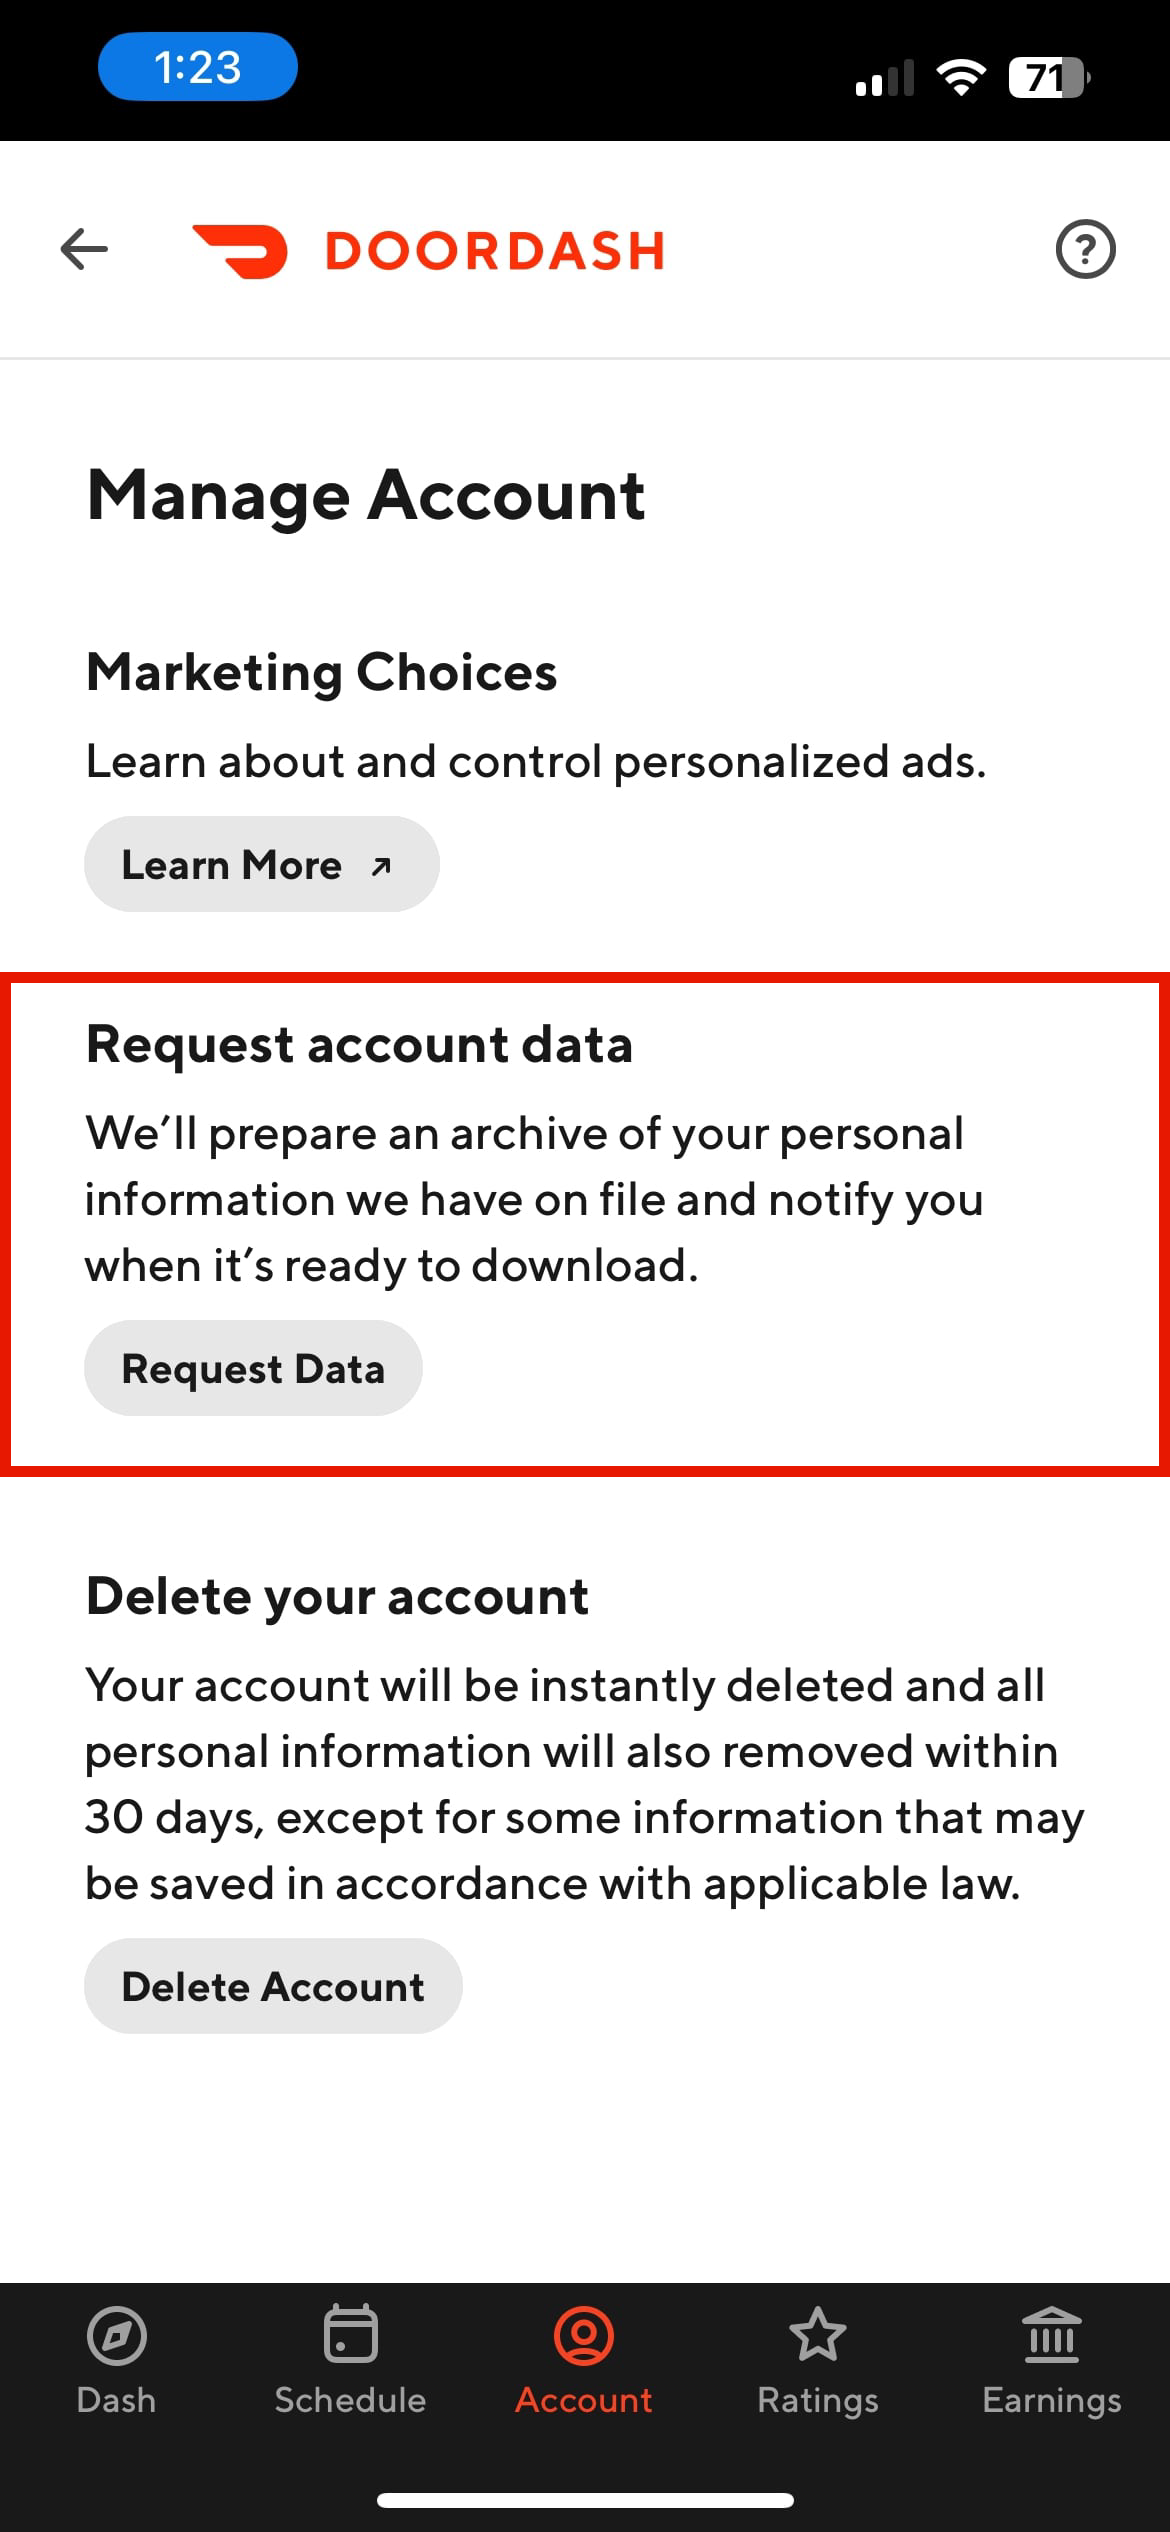 1:23
71
DOORDASH
?
Manage Account
Marketing Choices
Learn about and control personalized ads.
Learn More
Request account data
We’ll prepare an archive of your personal
information we have on file and notify you
when it’s ready to download.
Request Data
Delete your account
Your account will be instantly deleted and all
personal information will also removed within
30 days, except for some information that may
be saved in accordance with applicable law.
Delete Account
Dash Schedule Account Ratings Earnings